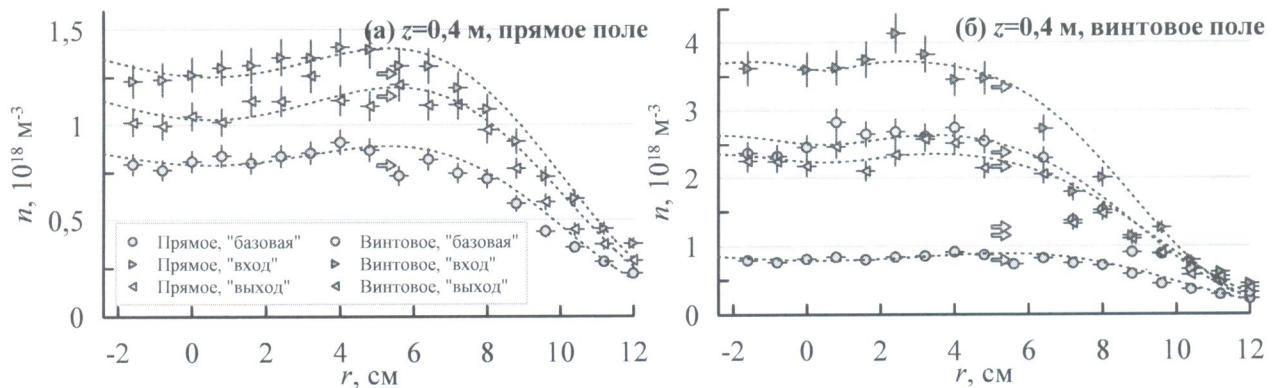 (а) z=0,4 м, прямое поле
n, 10¹⁸ м⁻³
1,5
1
0,5
0
Прямое, "базовая"
Прямое, "вход"
Прямое, "выход"
Винтовое, "базовая"
Винтовое, "вход"
Винтовое, "выход"
-2 0 2 4 6 8 10 12
r, см
(б) z=0,4 м, винтовое поле
n, 10¹⁸ м⁻³
4
3
2
1
0
-2 0 2 4 6 8 10 12
r, см